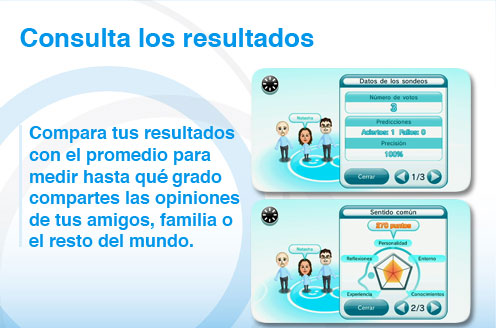 Consulta los resultados
Compara tus resultados
con el promedio para
medir hasta qué grado
compartes las opiniones
de tus amigos, familia o
el resto del mundo.
Natasha
Datos de los sondeos
Número de votos
3
Predicciones
Aciertos: 1 Fallos: 0
Precisión
100%
Cerrar
1/3
Natasha
Sentido común
270 puntos
Personalidad
Reflexiones
Entorno
Experiencia
Conocimientos
Cerrar
2/3